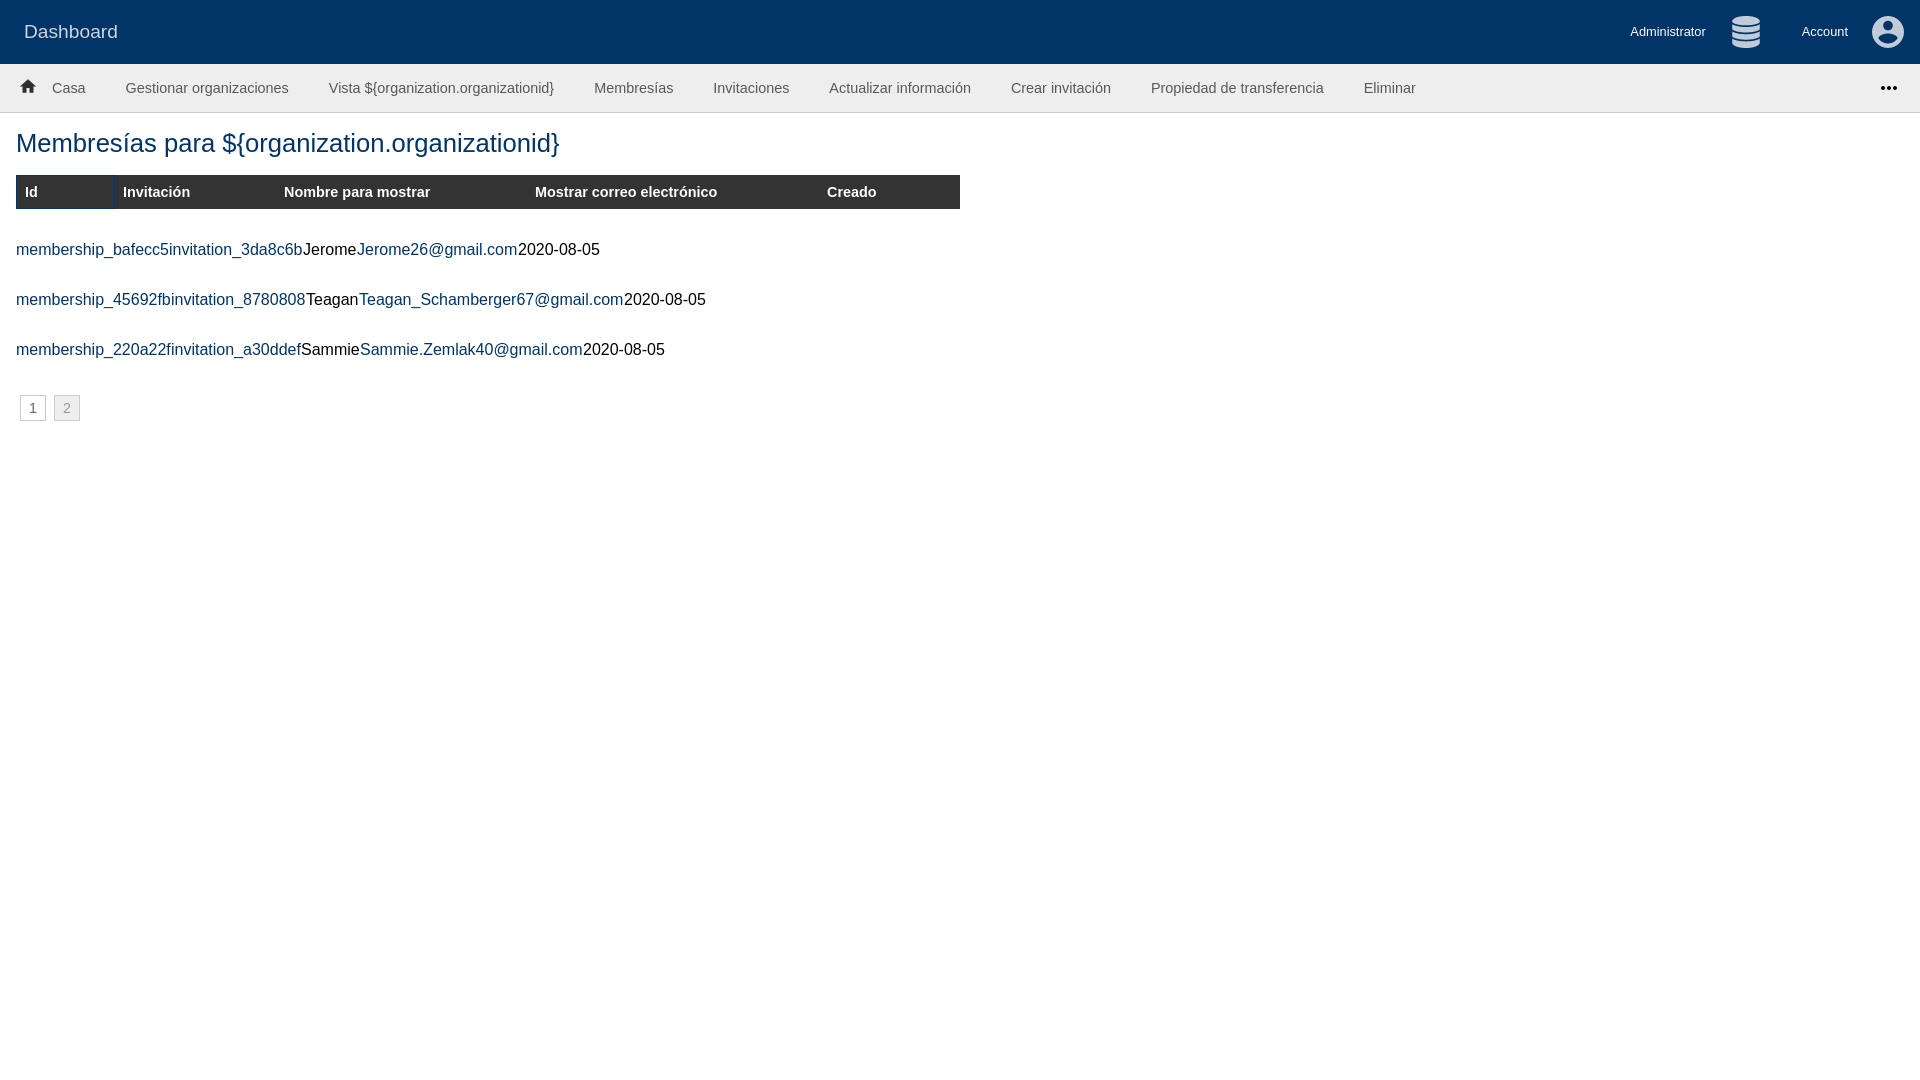 Dashboard Administrator Account
Casa Gestionar organizaciones Vista ${organization.organizationid} Membresías Invitaciones Actualizar información Crear invitación Propiedad de transferencia Eliminar
Membresías para ${organization.organizationid}
Id Invitación Nombre para mostrar Mostrar correo electrónico Creado
membership_bafecc5invitation_3da8c6bJeromeJerome26@gmail.com2020-08-05
membership_45692fbinvitation_8780808TeaganTeagan_Schamberger67@gmail.com2020-08-05
membership_220a22finvitation_a30ddefSammieSammie.Zemlak40@gmail.com2020-08-05
1 2